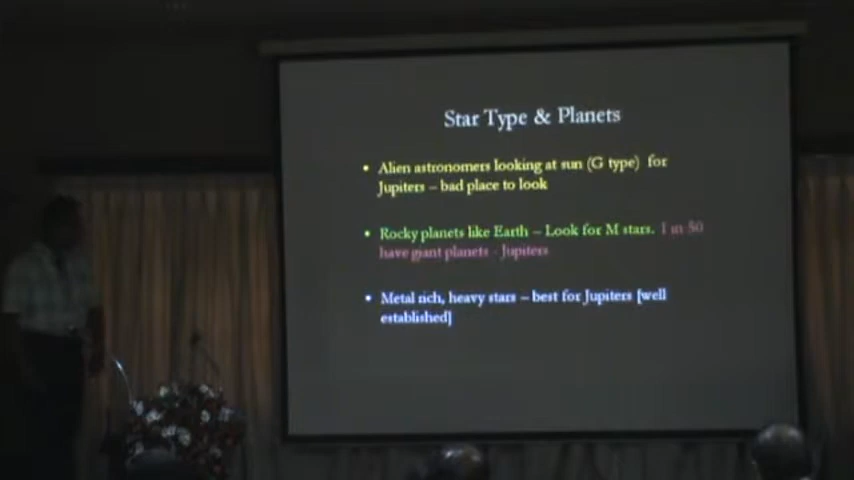 Star Type & Planets
• Alien astronomers looking at sun (G type) for
Jupiters – bad place to look
• Rocky planets like Earth – Look for M stars. 1 in 50
have giant planets - Jupiters
• Metal rich, heavy stars – best for Jupiters [well
established]